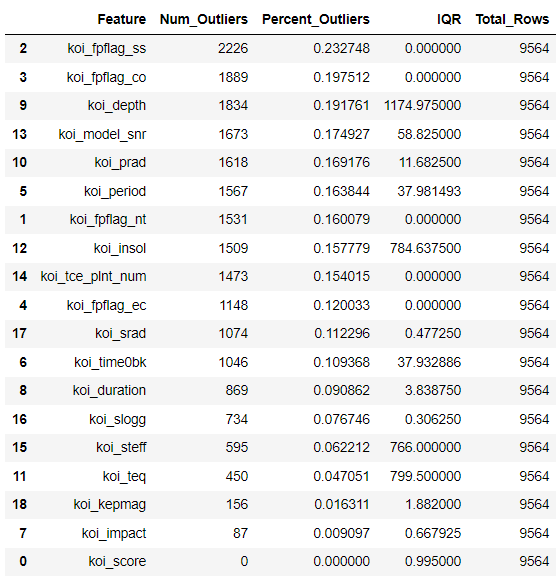 Feature Num_Outliers Percent_Outliers IQR Total_Rows
2 koi_fpflag_ss 2226 0.232748 0.000000 9564
3 koi_fpflag_co 1889 0.197512 0.000000 9564
9 koi_depth 1834 0.191761 1174.975000 9564
13 koi_model_snr 1673 0.174927 58.825000 9564
10 koi_prad 1618 0.169176 11.682500 9564
5 koi_period 1567 0.163844 37.981493 9564
1 koi_fpflag_nt 1531 0.160079 0.000000 9564
12 koi_insol 1509 0.157779 784.637500 9564
14 koi_tce_plnt_num 1473 0.154015 0.000000 9564
4 koi_fpflag_ec 1148 0.120033 0.000000 9564
17 koi_srad 1074 0.112296 0.477250 9564
6 koi_time0bk 1046 0.109368 37.932886 9564
8 koi_duration 869 0.090862 3.838750 9564
16 koi_slogg 734 0.076746 0.306250 9564
15 koi_steff 595 0.062212 766.000000 9564
11 koi_teq 450 0.047051 799.500000 9564
18 koi_kepmag 156 0.016311 1.882000 9564
7 koi_impact 87 0.009097 0.667925 9564
0 koi_score 0 0.000000 0.995000 9564